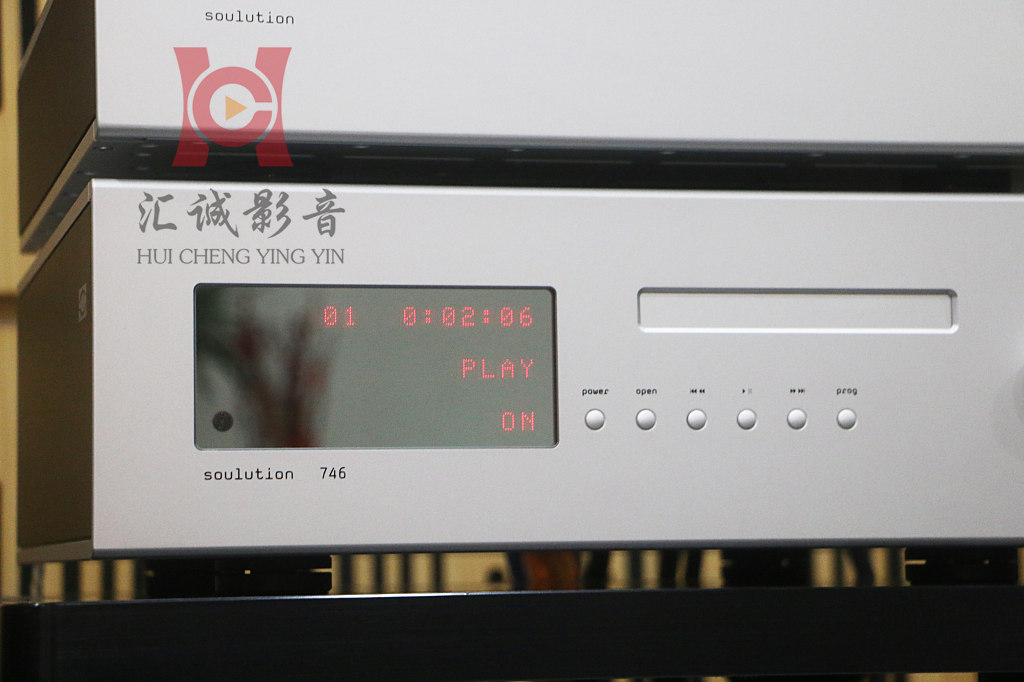 soulution
汇诚影音
HUI CHENG YING YIN
01 0:02:06
PLAY
ON
power open prog
soulution 746